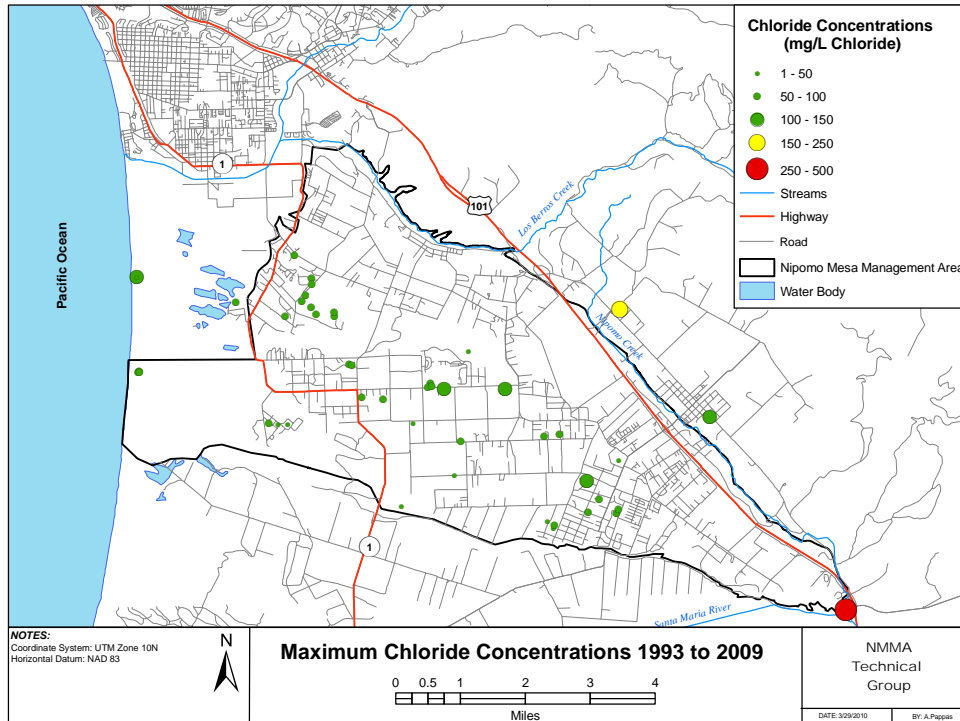 Chloride Concentrations
(mg/L Chloride)
1 - 50
50 - 100
100 - 150
150 - 250
250 - 500
Streams
Highway
Road
Nipomo Mesa Management Area
Water Body
1
101
Los Berros Creek
Pacific Ocean
Nipomo Creek
1
Santa Maria River
NOTES:
Coordinate System: UTM Zone 10N
Horizontal Datum: NAD 83
N
Maximum Chloride Concentrations 1993 to 2009
0 0.5 1 2 3 4
Miles
NMMA
Technical
Group
DATE: 3/29/2010
BY: A.Pappas